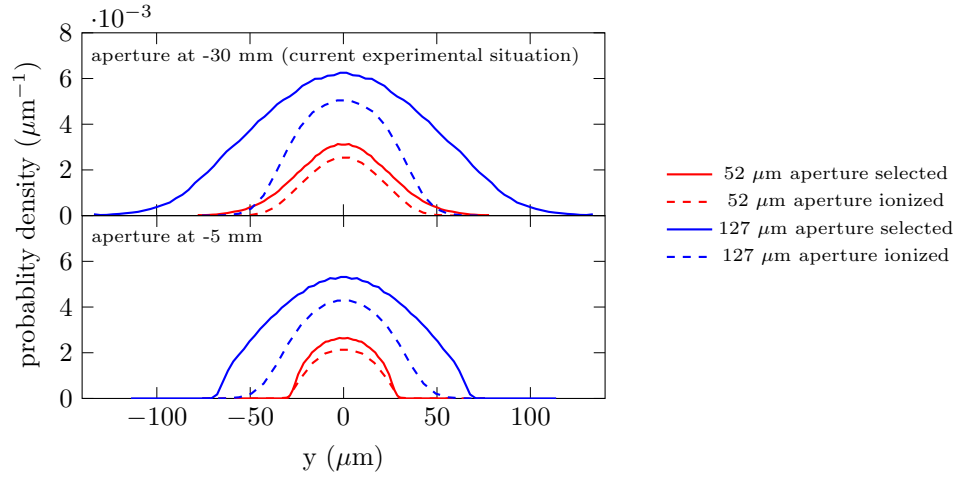 ·10−3
8
6
4
2
0
aperture at -30 mm (current experimental situation)
probablity density (μm−1)
6
4
2
0
aperture at -5 mm
−100 −50 0 50 100
y (μm)
52 μm aperture selected
52 μm aperture ionized
127 μm aperture selected
127 μm aperture ionized